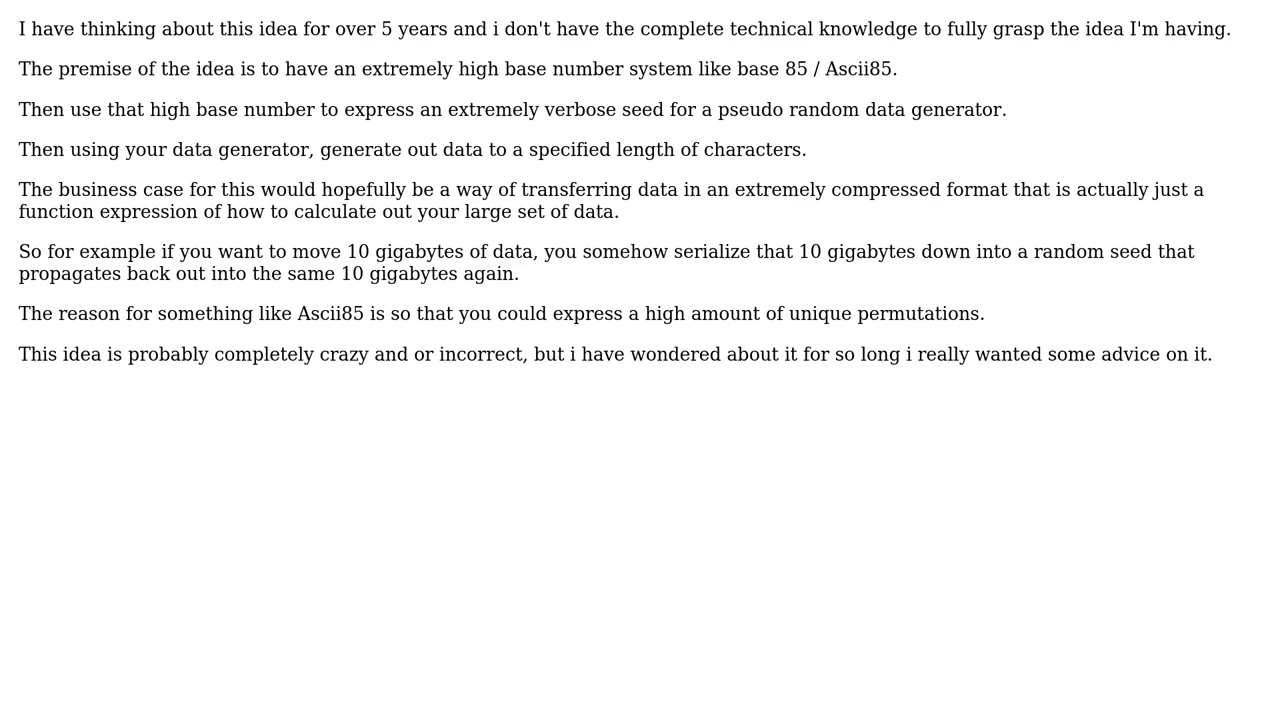 I have thinking about this idea for over 5 years and i don't have the complete technical knowledge to fully grasp the idea I'm having.
The premise of the idea is to have an extremely high base number system like base 85 / Ascii85.
Then use that high base number to express an extremely verbose seed for a pseudo random data generator.
Then using your data generator, generate out data to a specified length of characters.
The business case for this would hopefully be a way of transferring data in an extremely compressed format that is actually just a
function expression of how to calculate out your large set of data.
So for example if you want to move 10 gigabytes of data, you somehow serialize that 10 gigabytes down into a random seed that
propagates back out into the same 10 gigabytes again.
The reason for something like Ascii85 is so that you could express a high amount of unique permutations.
This idea is probably completely crazy and or incorrect, but i have wondered about it for so long i really wanted some advice on it.